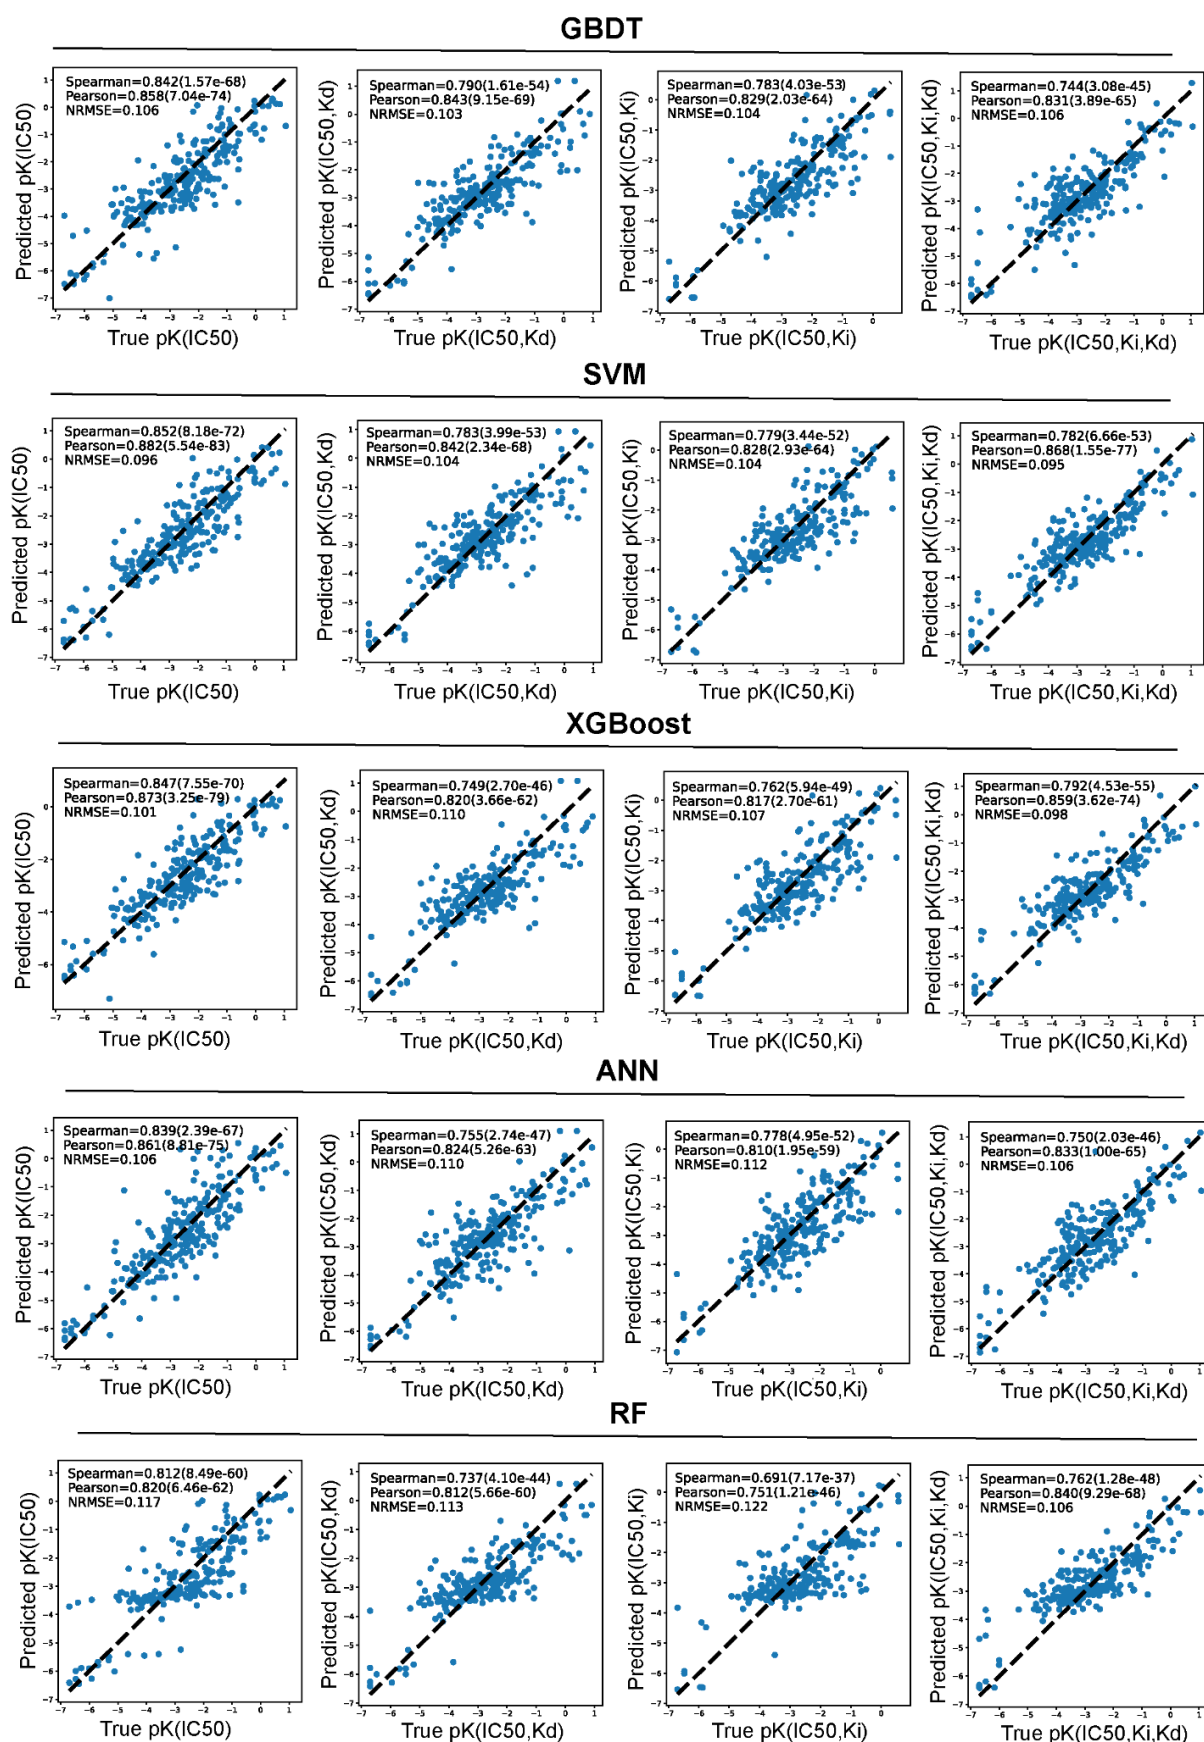 GBDT
Spearman=0.842(1.57e-68)
Pearson=0.858(7.04e-74)
NRMSE=0.106
Predicted pK(IC50)
True pK(IC50)
Spearman=0.790(1.61e-54)
Pearson=0.843(9.15e-69)
NRMSE=0.103
Predicted pK(IC50,Kd)
True pK(IC50,Kd)
Spearman=0.783(4.03e-53)
Pearson=0.829(2.03e-64)
NRMSE=0.104
Predicted pK(IC50,Ki)
True pK(IC50,Ki)
Spearman=0.744(3.08e-45)
Pearson=0.831(3.89e-65)
NRMSE=0.106
Predicted pK(IC50,Ki,Kd)
True pK(IC50,Ki,Kd)
SVM
Spearman=0.852(8.18e-72)
Pearson=0.882(5.54e-83)
NRMSE=0.096
Predicted pK(IC50)
True pK(IC50)
Spearman=0.783(3.99e-53)
Pearson=0.842(2.34e-68)
NRMSE=0.104
Predicted pK(IC50,Kd)
True pK(IC50,Kd)
Spearman=0.779(3.44e-52)
Pearson=0.828(2.93e-64)
NRMSE=0.104
Predicted pK(IC50,Ki)
True pK(IC50,Ki)
Spearman=0.782(6.66e-53)
Pearson=0.868(1.55e-77)
NRMSE=0.095
Predicted pK(IC50,Ki,Kd)
True pK(IC50,Ki,Kd)
XGBoost
Spearman=0.847(7.55e-70)
Pearson=0.873(3.25e-79)
NRMSE=0.101
Predicted pK(IC50)
True pK(IC50)
Spearman=0.749(2.70e-46)
Pearson=0.820(3.66e-62)
NRMSE=0.110
Predicted pK(IC50,Kd)
True pK(IC50,Kd)
Spearman=0.762(5.94e-49)
Pearson=0.817(2.70e-61)
NRMSE=0.107
Predicted pK(IC50,Ki)
True pK(IC50,Ki)
Spearman=0.792(4.53e-55)
Pearson=0.859(3.62e-74)
NRMSE=0.098
Predicted pK(IC50,Ki,Kd)
True pK(IC50,Ki,Kd)
ANN
Spearman=0.839(2.39e-67)
Pearson=0.861(8.81e-75)
NRMSE=0.106
Predicted pK(IC50)
True pK(IC50)
Spearman=0.755(2.74e-47)
Pearson=0.824(5.26e-63)
NRMSE=0.110
Predicted pK(IC50,Kd)
True pK(IC50,Kd)
Spearman=0.778(4.95e-52)
Pearson=0.810(1.95e-59)
NRMSE=0.112
Predicted pK(IC50,Ki)
True pK(IC50,Ki)
Spearman=0.750(2.03e-46)
Pearson=0.833(1.00e-65)
NRMSE=0.106
Predicted pK(IC50,Ki,Kd)
True pK(IC50,Ki,Kd)
RF
Spearman=0.812(8.49e-60)
Pearson=0.820(6.46e-62)
NRMSE=0.117
Predicted pK(IC50)
True pK(IC50)
Spearman=0.737(4.10e-44)
Pearson=0.812(5.66e-60)
NRMSE=0.113
Predicted pK(IC50,Kd)
True pK(IC50,Kd)
Spearman=0.691(7.17e-37)
Pearson=0.751(1.21e-46)
NRMSE=0.122
Predicted pK(IC50,Ki)
True pK(IC50,Ki)
Spearman=0.762(1.28e-48)
Pearson=0.840(9.29e-68)
NRMSE=0.106
Predicted pK(IC50,Ki,Kd)
True pK(IC50,Ki,Kd)